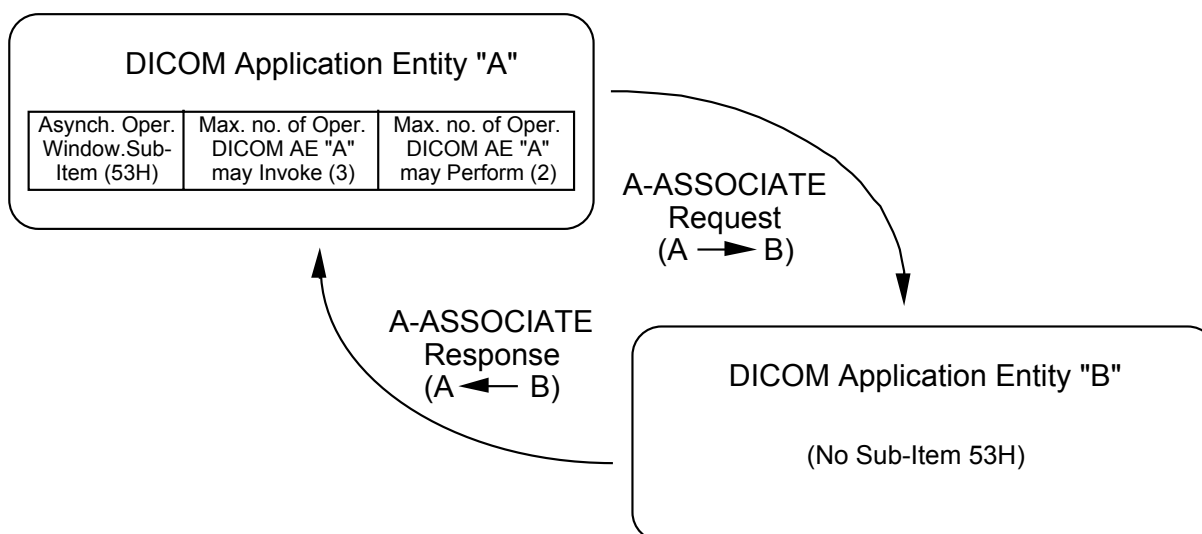 DICOM Application Entity "A"
Asynch. Oper.
Window.Sub-
Item (53H)
Max. no. of Oper.
DICOM AE "A"
may Invoke (3)
Max. no. of Oper.
DICOM AE "A"
may Perform (2)
A-ASSOCIATE
Request
(A B)
A-ASSOCIATE
Response
(A B)
DICOM Application Entity "B"
(No Sub-Item 53H)